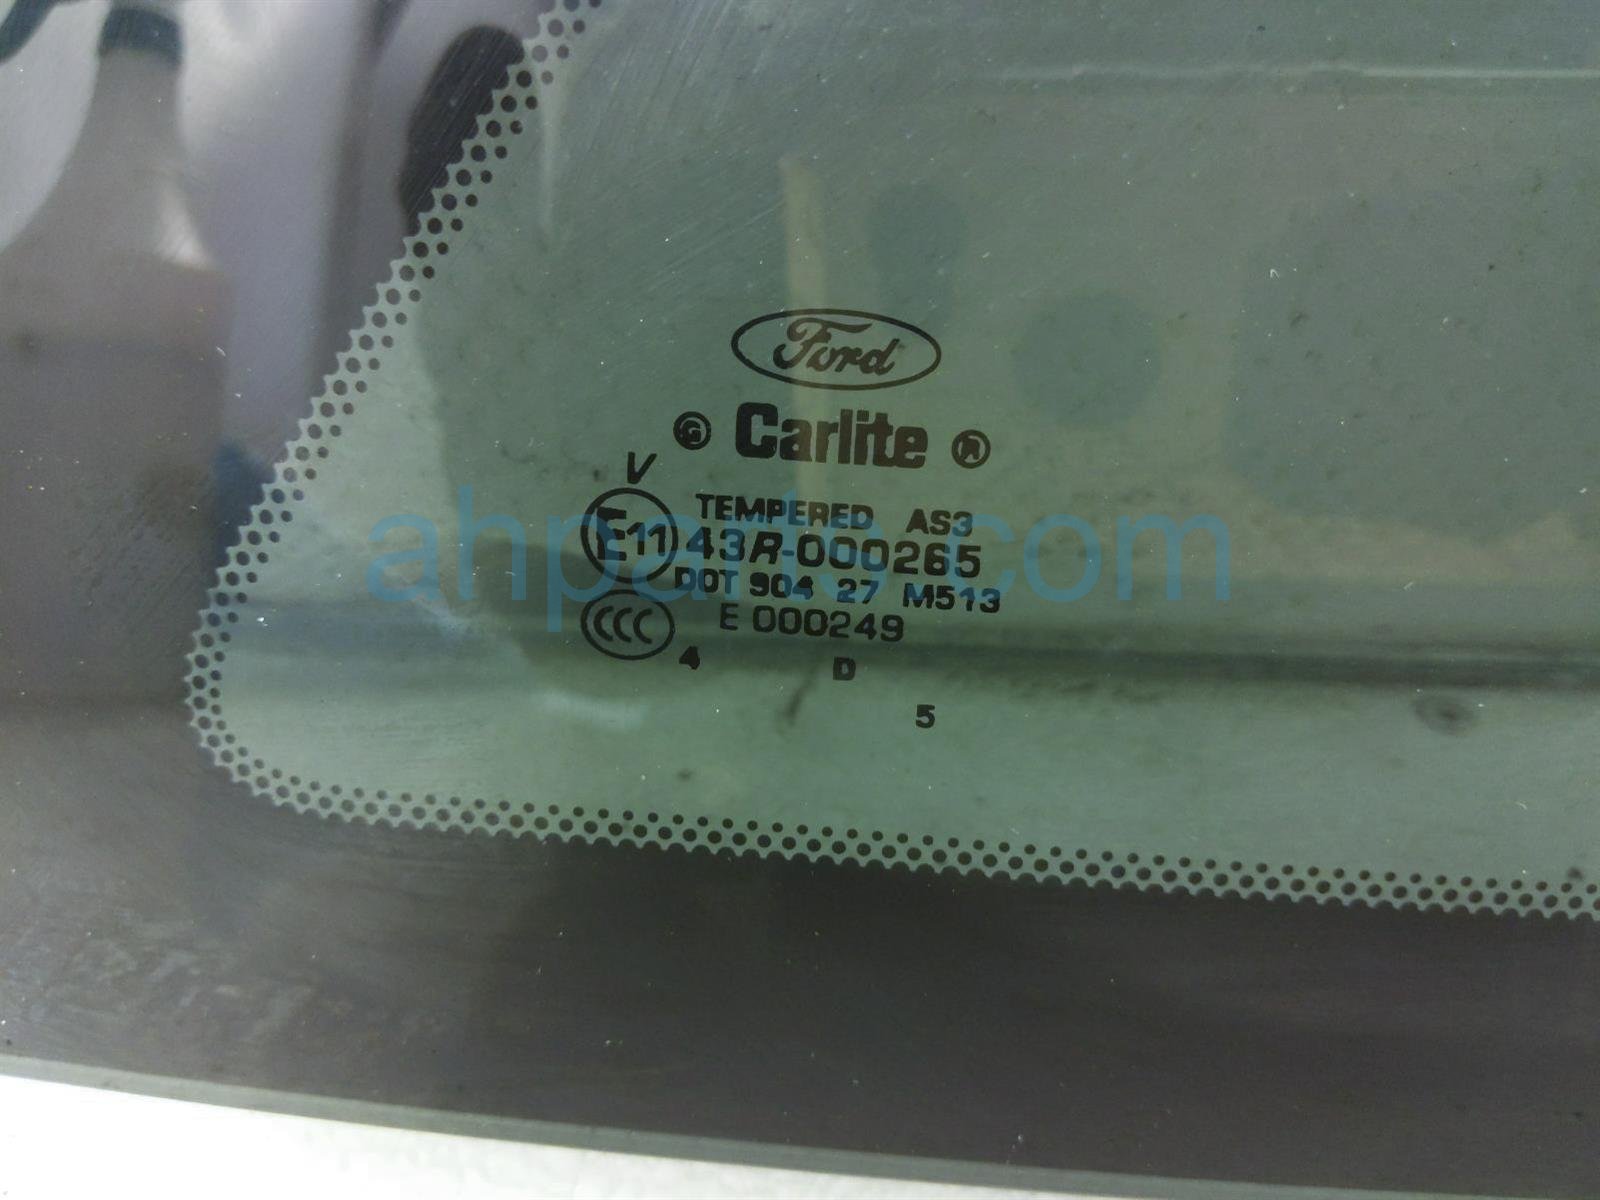 Ford
G Carlite R
V
TEMPERED AS3
E11 43R-000265
DOT 904 27 M513
CCC E 000249
4 D
5
ahparts.com